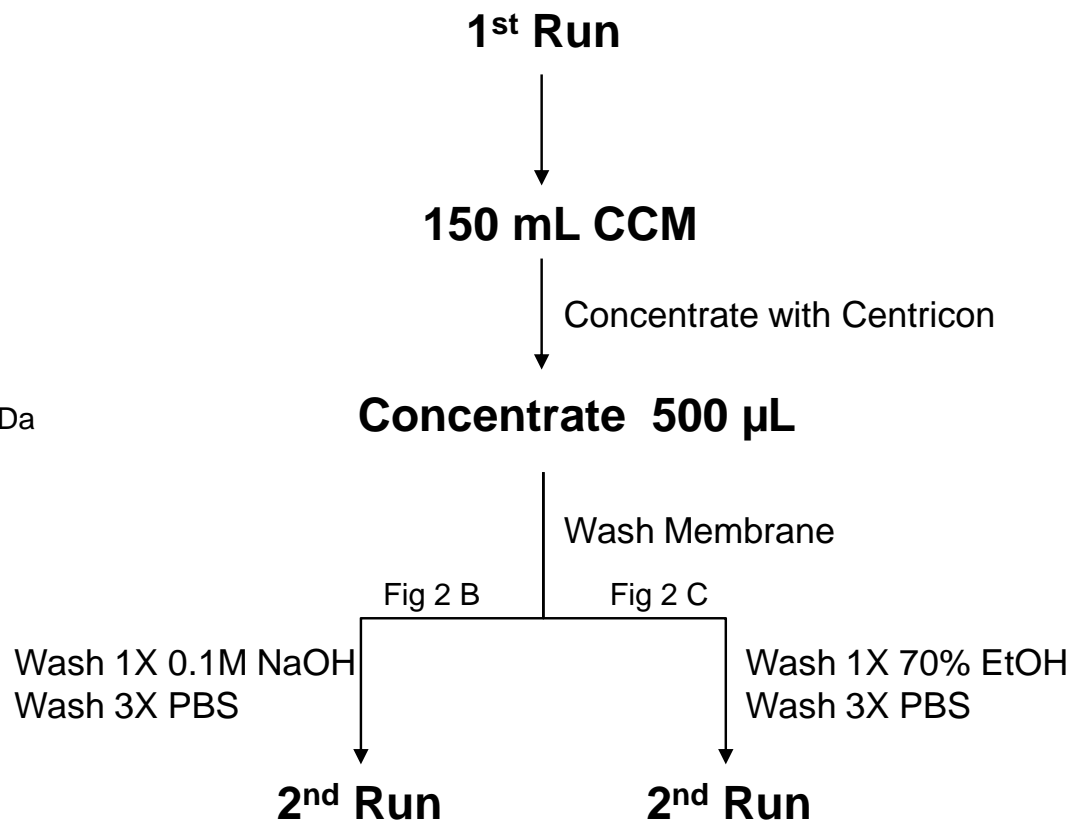 1st Run
150 mL CCM
Concentrate with Centricon
Da
Concentrate 500 µL
Wash Membrane
Fig 2 B
Fig 2 C
Wash 1X 0.1M NaOH
Wash 3X PBS
Wash 1X 70% EtOH
Wash 3X PBS
2nd Run
2nd Run